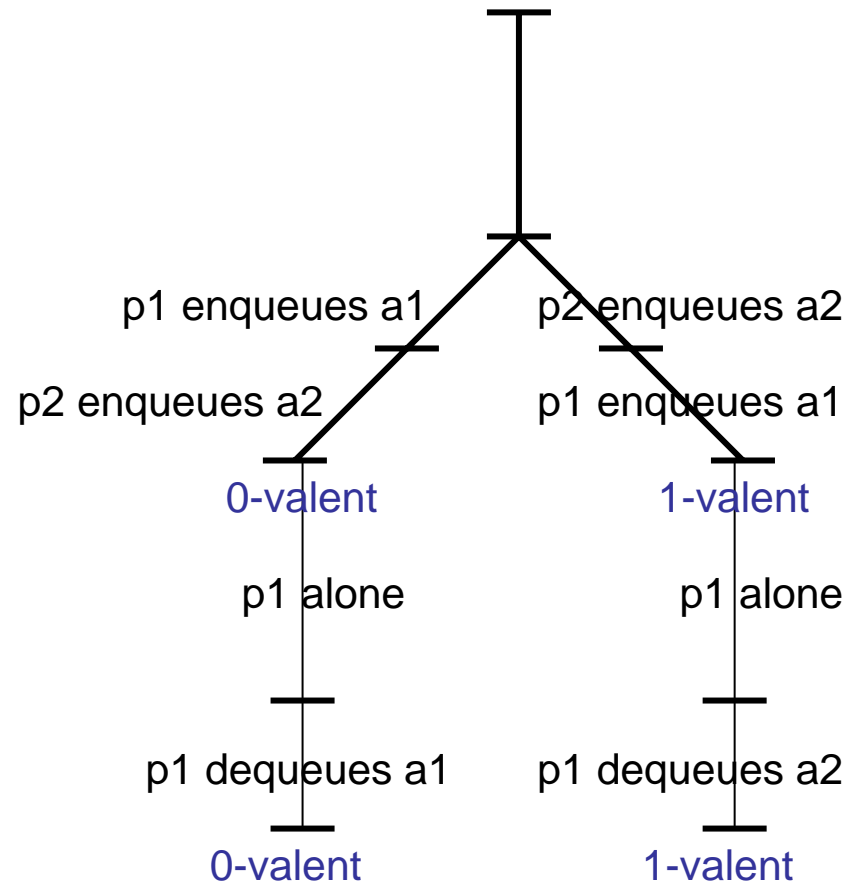 p1 enqueues a1
p2 enqueues a2
p2 enqueues a2
p1 enqueues a1
0-valent
1-valent
p1 alone
p1 alone
p1 dequeues a1
p1 dequeues a2
0-valent
1-valent